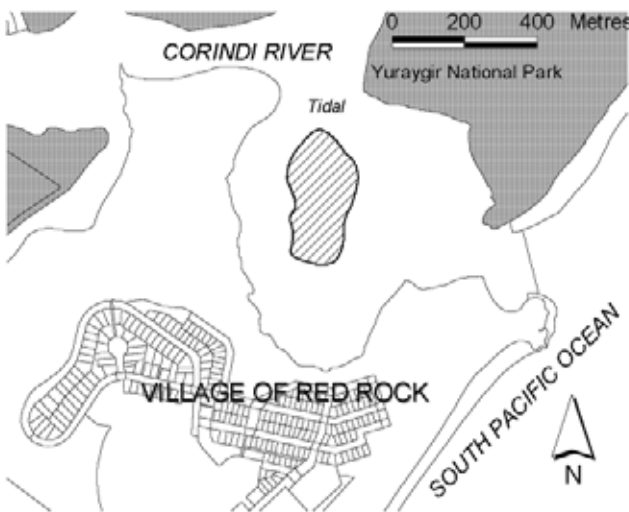 0 200 400 Metres
CORINDI RIVER
Yuraygir National Park
Tidal
VILLAGE OF RED ROCK
SOUTH PACIFIC OCEAN
N